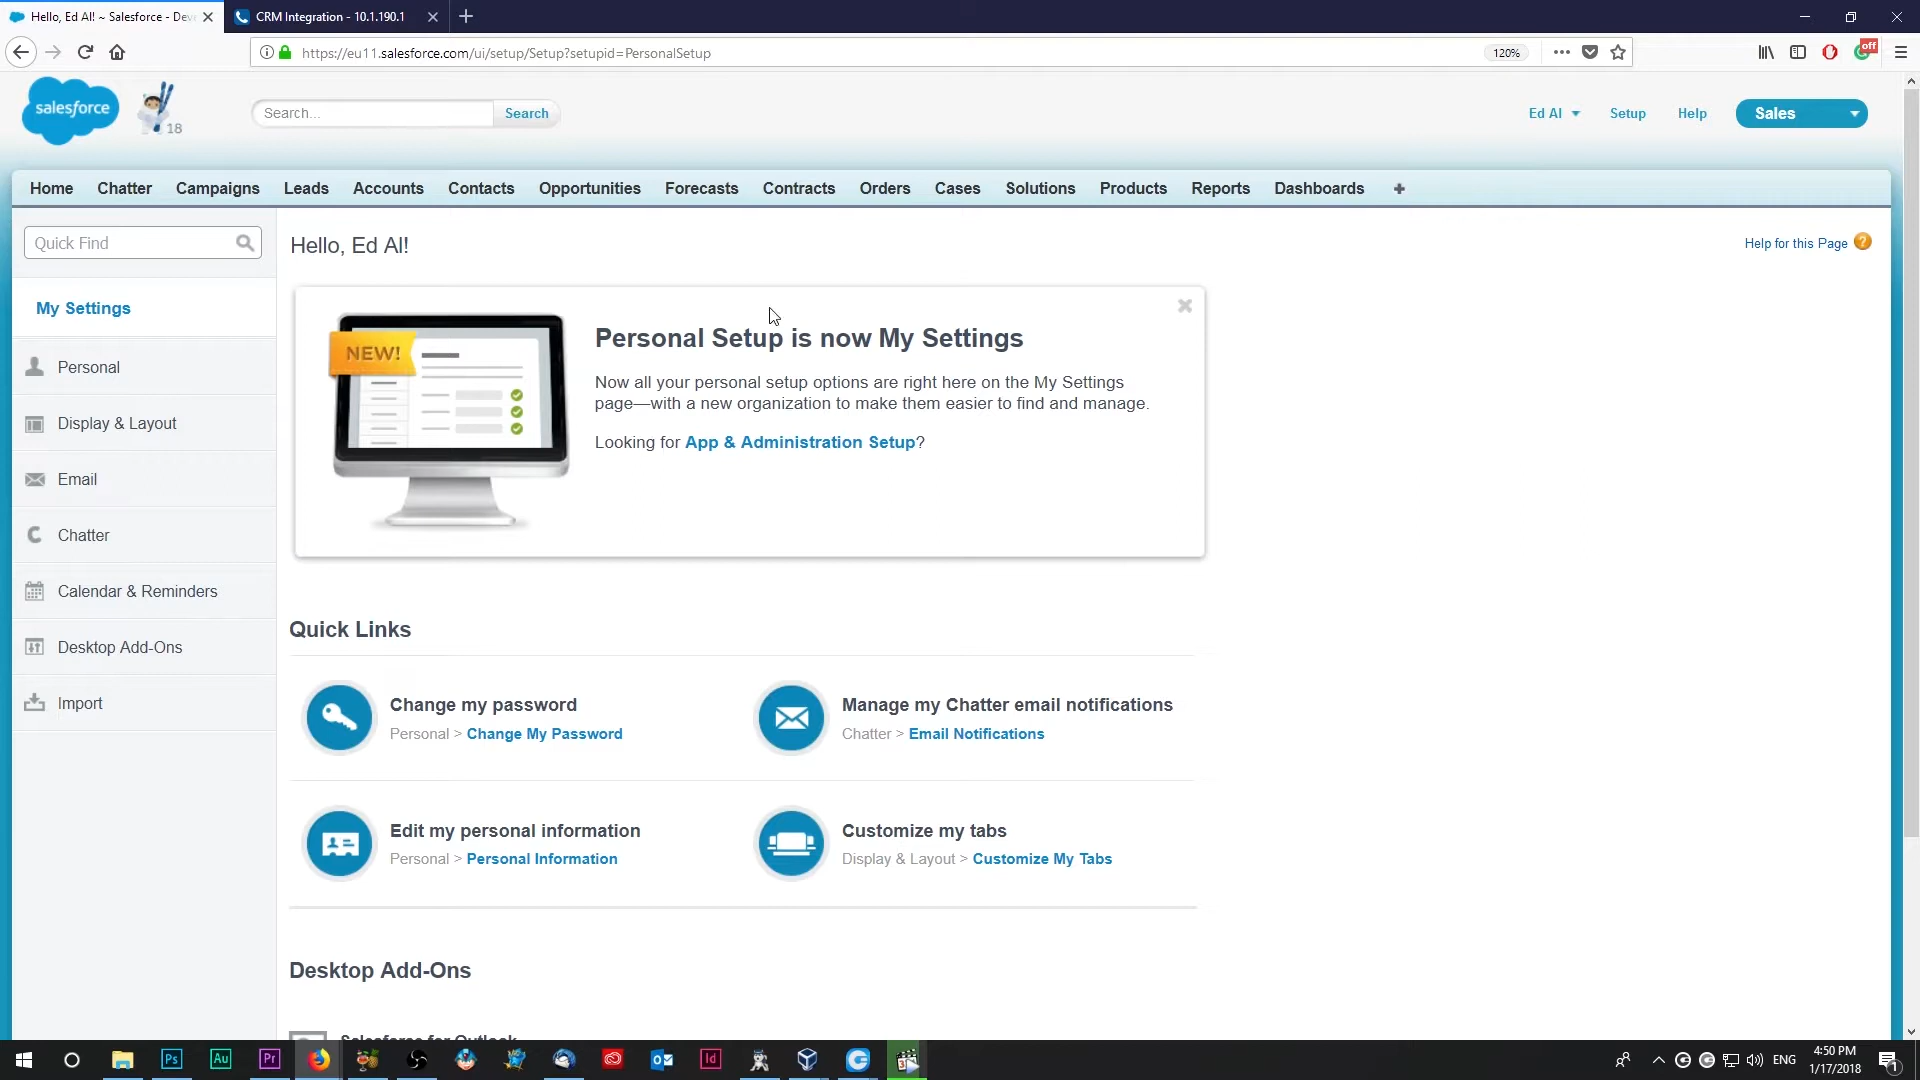 Hello, Ed Al! ~ Salesforce - Deve
CRM Integration - 10.1.190.1
https://eu11.salesforce.com/ui/setup/Setup?setupid=PersonalSetup
120%
off
salesforce
18
Search...
Search
Ed Al
Setup
Help
Sales
Home
Chatter
Campaigns
Leads
Accounts
Contacts
Opportunities
Forecasts
Contracts
Orders
Cases
Solutions
Products
Reports
Dashboards
Quick Find
My Settings
Personal
Display & Layout
Email
Chatter
Calendar & Reminders
Desktop Add-Ons
Import
Hello, Ed Al!
Help for this Page
NEW!
Personal Setup is now My Settings
Now all your personal setup options are right here on the My Settings
page—with a new organization to make them easier to find and manage.
Looking for App & Administration Setup?
Quick Links
Change my password
Personal > Change My Password
Manage my Chatter email notifications
Chatter > Email Notifications
Edit my personal information
Personal > Personal Information
Customize my tabs
Display & Layout > Customize My Tabs
Desktop Add-Ons
Salesforce for Outlook
Ps
Au
Pr
Id
ENG
4:50 PM
1/17/2018
1